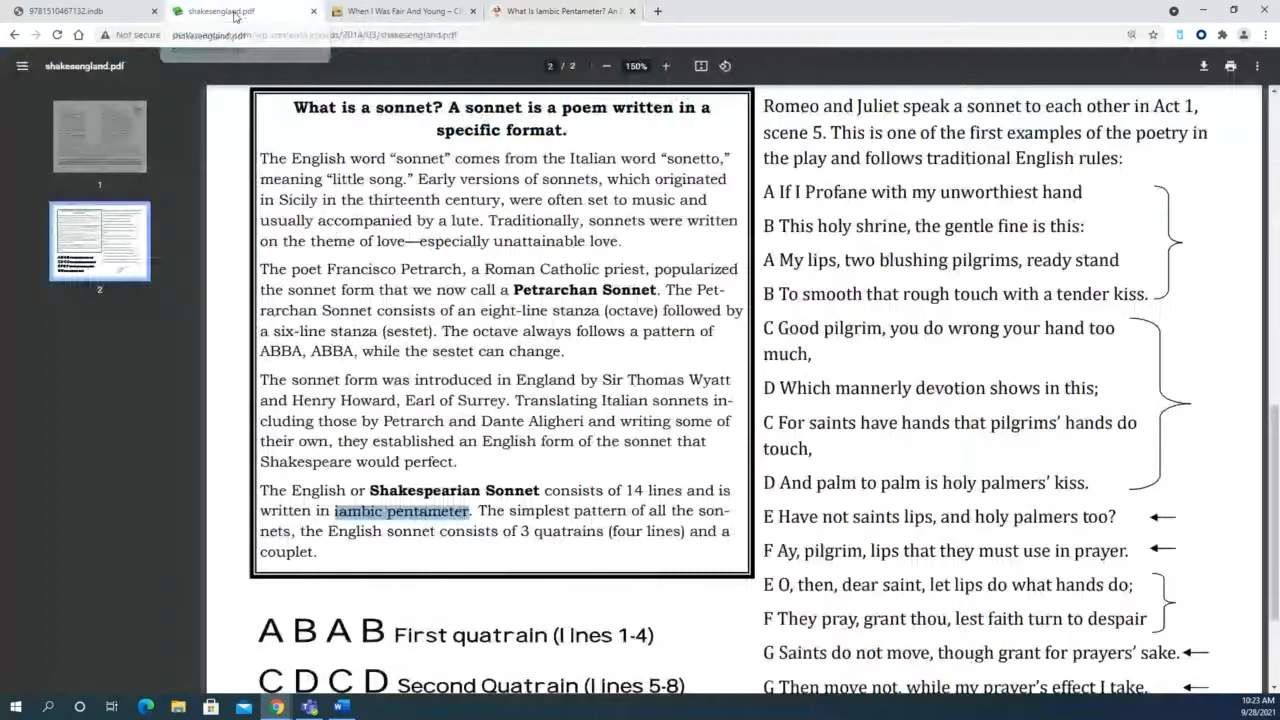 9781510467132.indb
shakesengland.pdf
When I Was Fair And Young – C
What Is Iambic Pentameter? An E
Not secure
/2014/03/shakesengland.pdf
shakesengland.pdf
shakesengland.pdf
2 / 2
150%
1
2
What is a sonnet? A sonnet is a poem written in a
specific format.
The English word “sonnet” comes from the Italian word “sonetto,”
meaning “little song.” Early versions of sonnets, which originated
in Sicily in the thirteenth century, were often set to music and
usually accompanied by a lute. Traditionally, sonnets were written
on the theme of love—especially unattainable love.
The poet Francisco Petrarch, a Roman Catholic priest, popularized
the sonnet form that we now call a Petrarchan Sonnet. The Pet-
rarchan Sonnet consists of an eight-line stanza (octave) followed by
a six-line stanza (sestet). The octave always follows a pattern of
ABBA, ABBA, while the sestet can change.
The sonnet form was introduced in England by Sir Thomas Wyatt
and Henry Howard, Earl of Surrey. Translating Italian sonnets in-
cluding those by Petrarch and Dante Aligheri and writing some of
their own, they established an English form of the sonnet that
Shakespeare would perfect.
The English or Shakespearian Sonnet consists of 14 lines and is
written in iambic pentameter. The simplest pattern of all the son-
nets, the English sonnet consists of 3 quatrains (four lines) and a
couplet.
A B A B First quatrain (lines 1-4)
C D C D Second Quatrain (lines 5-8)
Romeo and Juliet speak a sonnet to each other in Act 1,
scene 5. This is one of the first examples of the poetry in
the play and follows traditional English rules:
A If I Profane with my unworthiest hand
B This holy shrine, the gentle fine is this:
A My lips, two blushing pilgrims, ready stand
B To smooth that rough touch with a tender kiss.
C Good pilgrim, you do wrong your hand too
much,
D Which mannerly devotion shows in this;
C For saints have hands that pilgrims’ hands do
touch,
D And palm to palm is holy palmers’ kiss.
E Have not saints lips, and holy palmers too?
F Ay, pilgrim, lips that they must use in prayer.
E O, then, dear saint, let lips do what hands do;
F They pray, grant thou, lest faith turn to despair
G Saints do not move, though grant for prayers’ sake.
G Then move not, while my prayer’s effect I take.
10:23 AM
9/28/2021